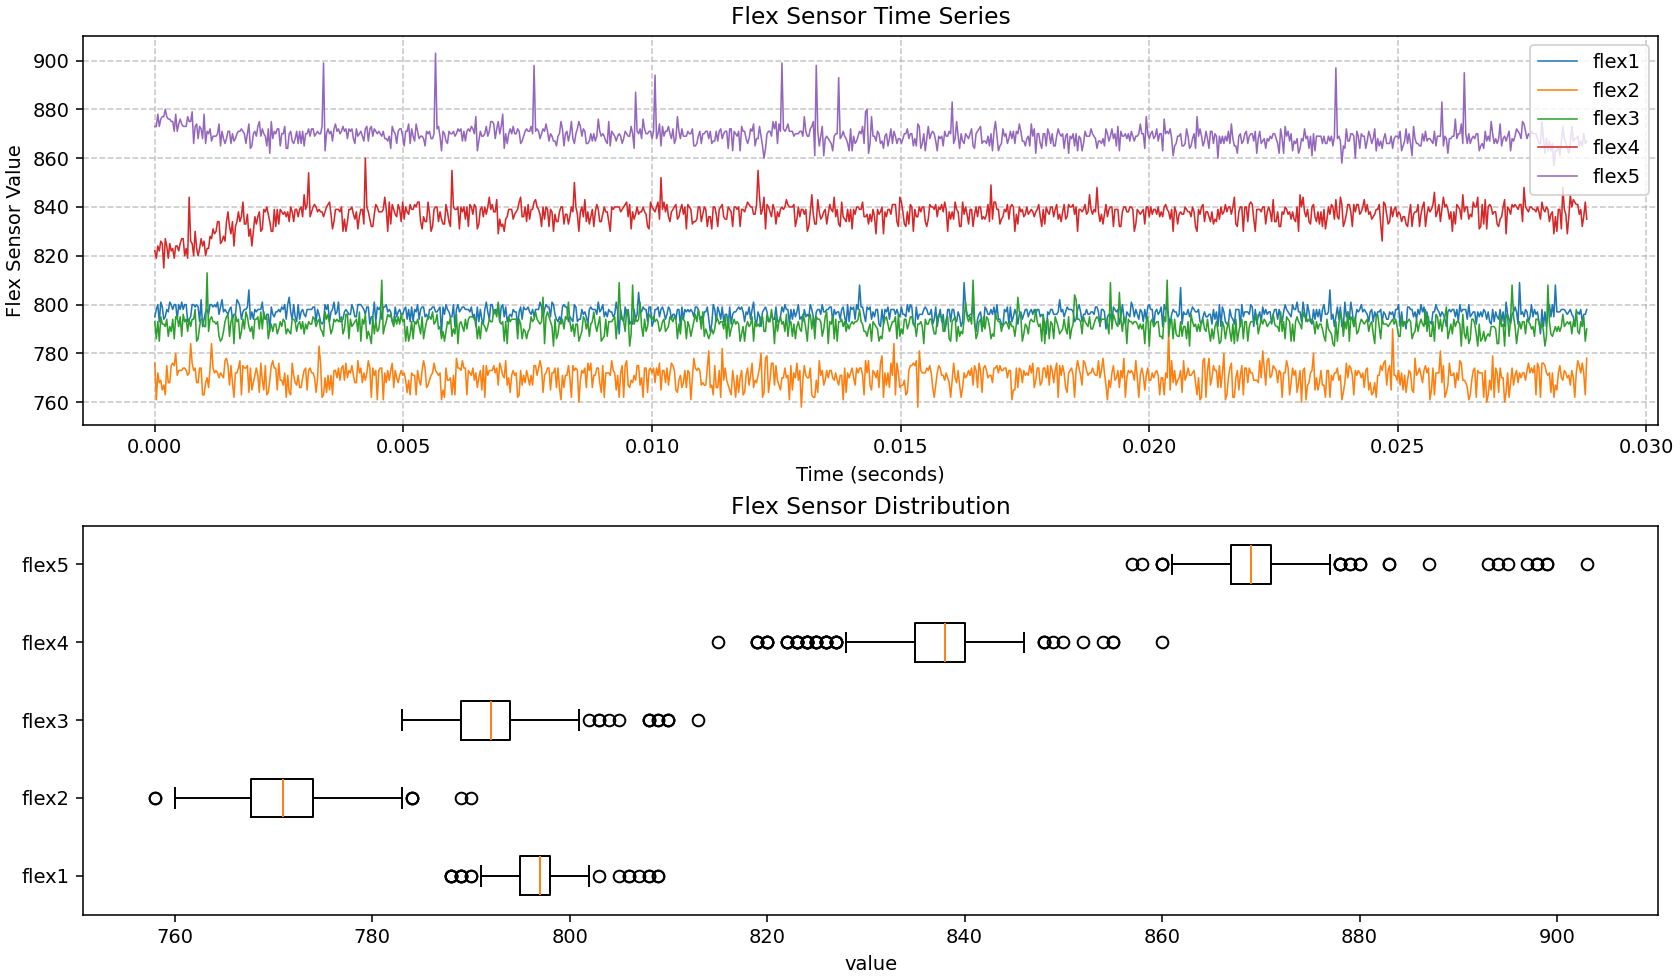 Flex Sensor Time Series
Flex Sensor Value
900
880
860
840
820
800
780
760
flex1
flex2
flex3
flex4
flex5
0.000 0.005 0.010 0.015 0.020 0.025 0.030
Time (seconds)
Flex Sensor Distribution
flex5
flex4
flex3
flex2
flex1
760 780 800 820 840 860 880 900
value